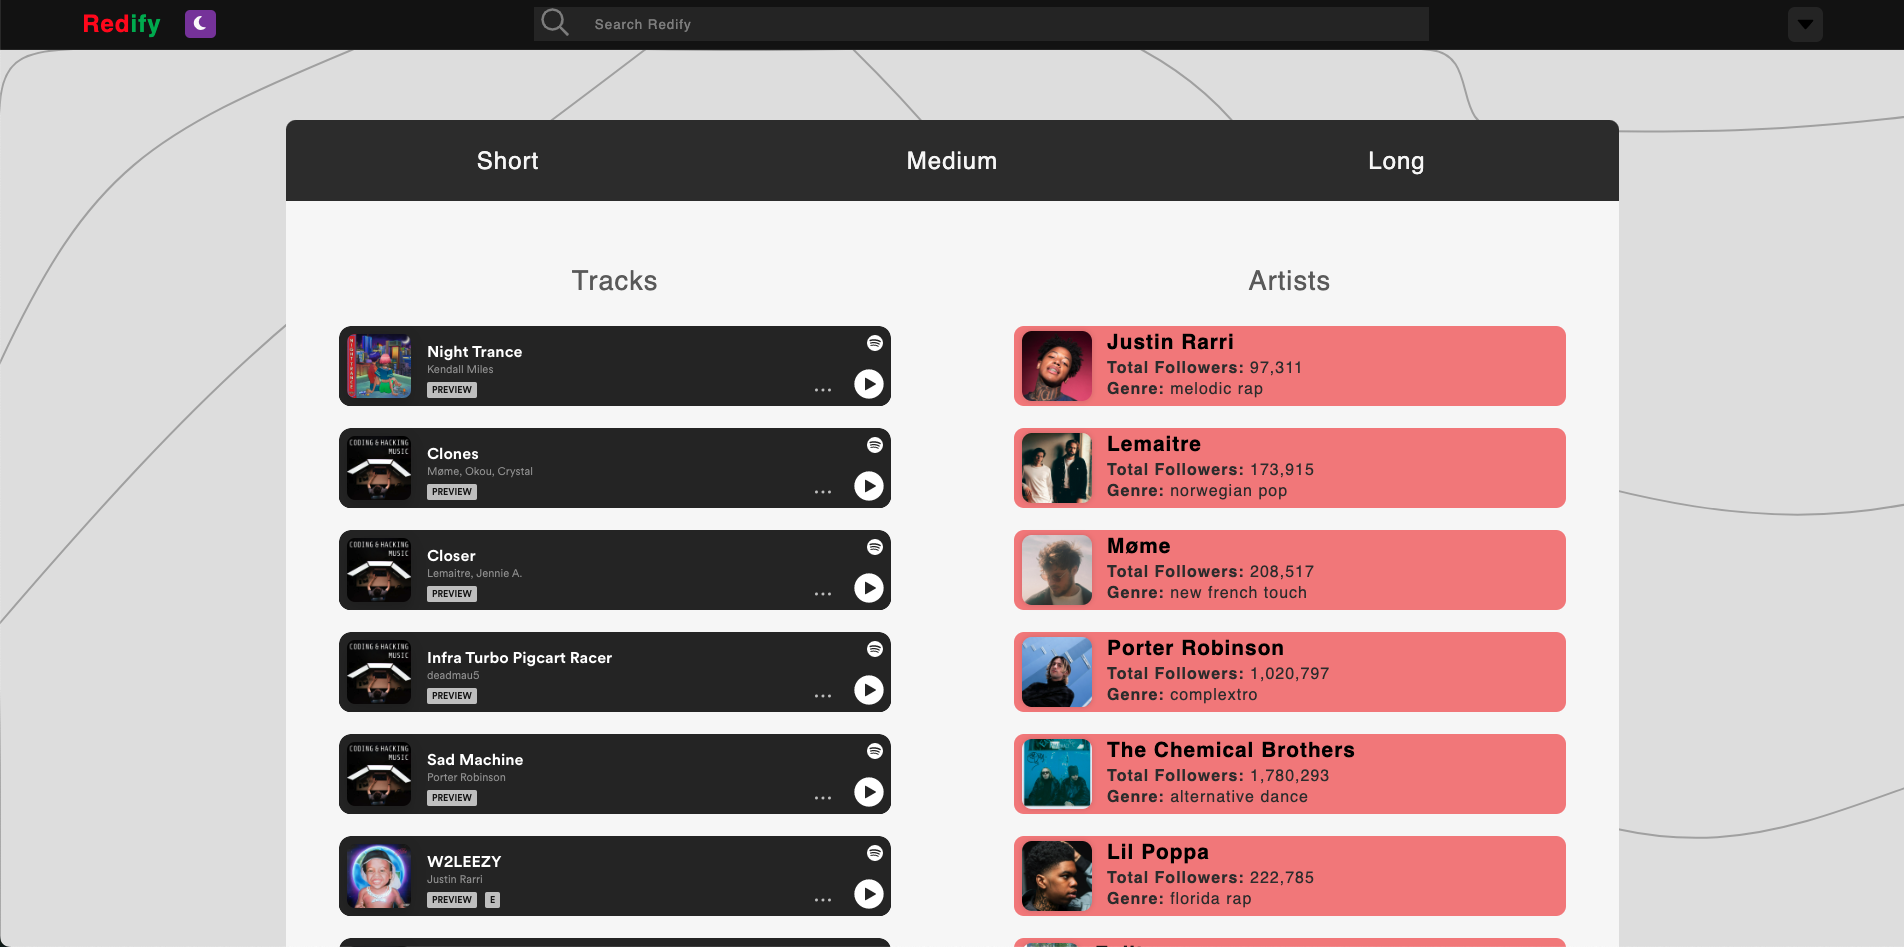 Redify
Search Redify
Short Medium Long
Tracks
Night Trance
Kendall Miles
PREVIEW
CODING & HACKING
MUSIC
Clones
Møme, Okou, Crystal
PREVIEW
CODING & HACKING
MUSIC
Closer
Lemaitre, Jennie A.
PREVIEW
CODING & HACKING
MUSIC
Infra Turbo Pigcart Racer
deadmau5
PREVIEW
CODING & HACKING
MUSIC
Sad Machine
Porter Robinson
PREVIEW
W2LEEZY
Justin Rarri
PREVIEW E
Artists
Justin Rarri
Total Followers: 97,311
Genre: melodic rap
Lemaitre
Total Followers: 173,915
Genre: norwegian pop
Møme
Total Followers: 208,517
Genre: new french touch
Porter Robinson
Total Followers: 1,020,797
Genre: complextro
The Chemical Brothers
Total Followers: 1,780,293
Genre: alternative dance
Lil Poppa
Total Followers: 222,785
Genre: florida rap